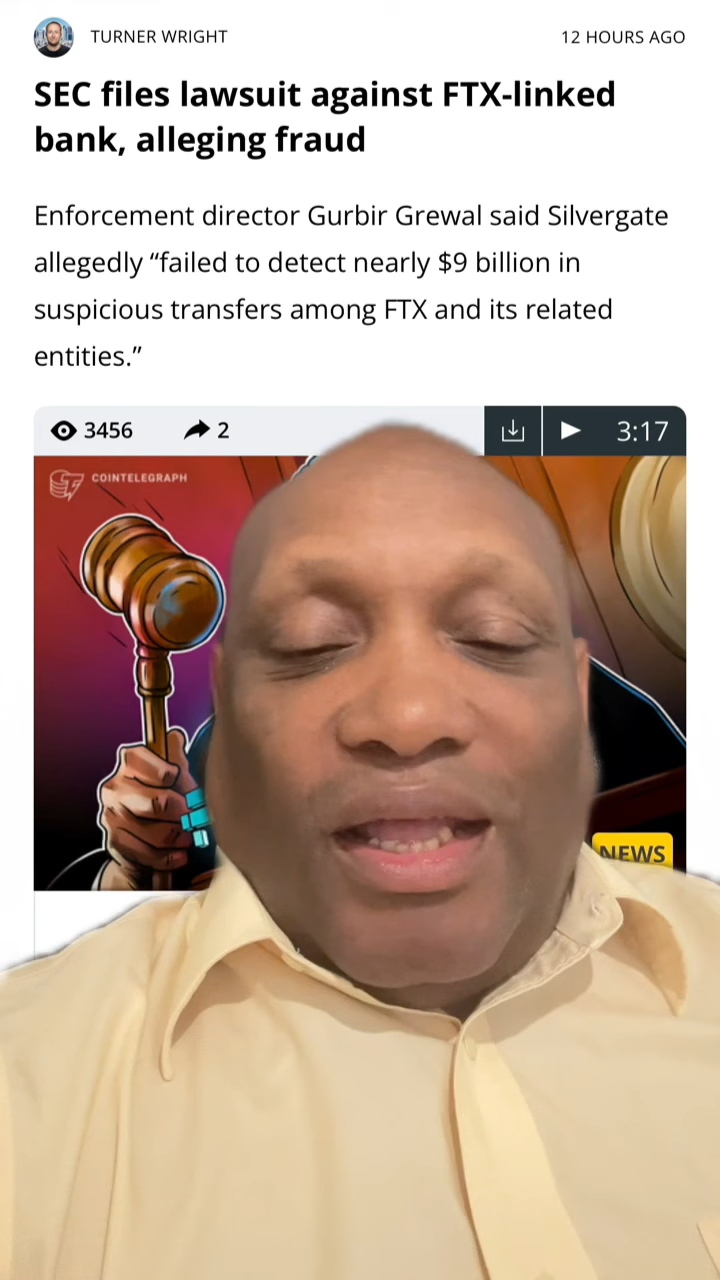 TURNER WRIGHT
12 HOURS AGO
SEC files lawsuit against FTX-linked
bank, alleging fraud
Enforcement director Gurbir Grewal said Silvergate
allegedly “failed to detect nearly $9 billion in
suspicious transfers among FTX and its related
entities.”
3456
2
3:17
COINTELEGRAPH
NEWS